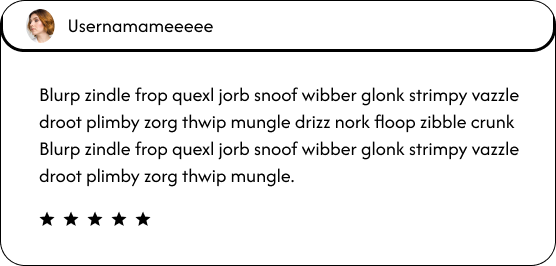 Usernamameeeee
Blurp zindle frop quexl jorb snoof wibber glonk strimpy vazzle
droot plimby zorg thwip mungle drizz nork floop zibble crunk
Blurp zindle frop quexl jorb snoof wibber glonk strimpy vazzle
droot plimby zorg thwip mungle.